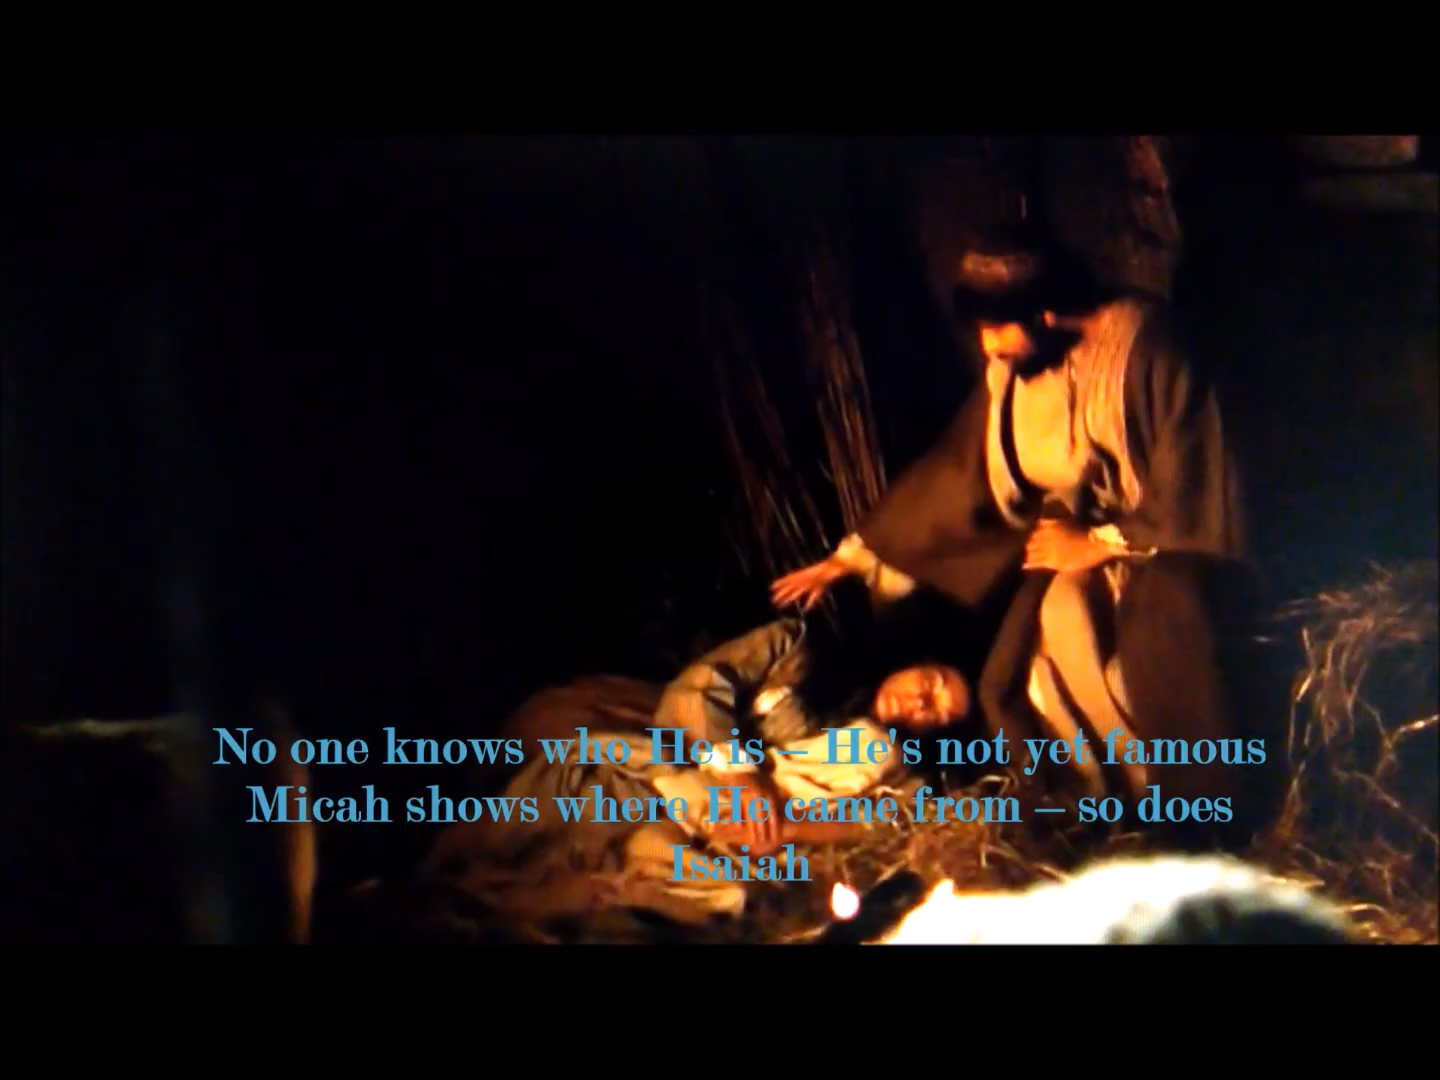 No one knows who He is – He's not yet famous
Micah shows where He came from – so does
Isaiah